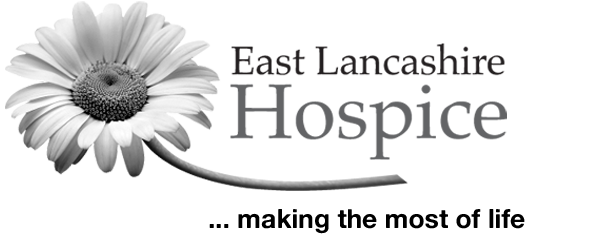 East Lancashire
Hospice
... making the most of life